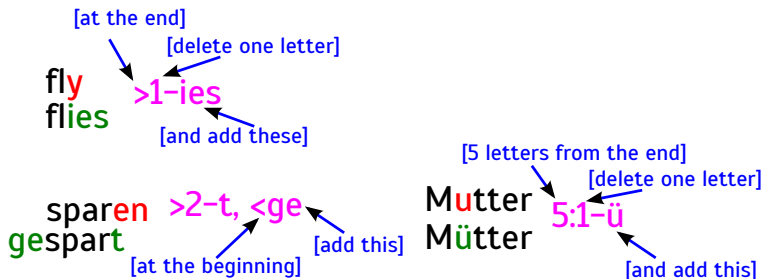 [at the end]
[delete one letter]
fly
flies
>1-ies
[and add these]
sparen
gespart
>2-t, <ge
[at the beginning]
[add this]
[5 letters from the end]
[delete one letter]
Mutter
Mütter
5:1-ü
[and add this]